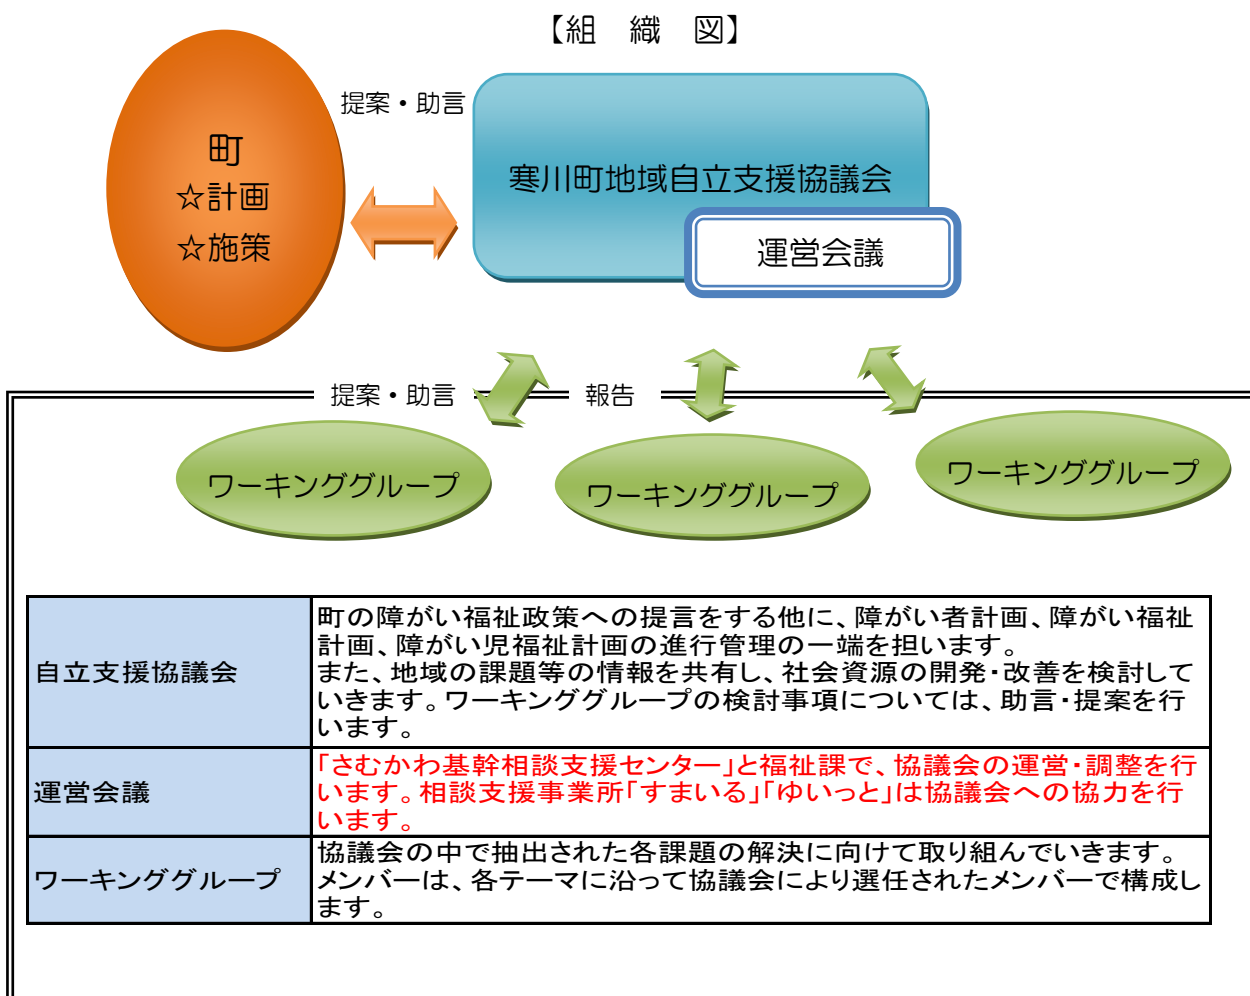 【組　織　図】
提案・助言
町
☆計画
☆施策
寒川町地域自立支援協議会
運営会議
提案・助言
報告
ワーキンググループ
ワーキンググループ
ワーキンググループ
自立支援協議会
町の障がい福祉政策への提言をする他に、障がい者計画、障がい福祉
計画、障がい児福祉計画の進行管理の一端を担います。
また、地域の課題等の情報を共有し、社会資源の開発・改善を検討して
いきます。ワーキンググループの検討事項については、助言・提案を行
います。
運営会議
「さむかわ基幹相談支援センター」と福祉課で、協議会の運営・調整を行
います。相談支援事業所「すまいる」「ゆいっと」は協議会への協力を行
います。
ワーキンググループ
協議会の中で抽出された各課題の解決に向けて取り組んでいきます。
メンバーは、各テーマに沿って協議会により選任されたメンバーで構成し
ます。